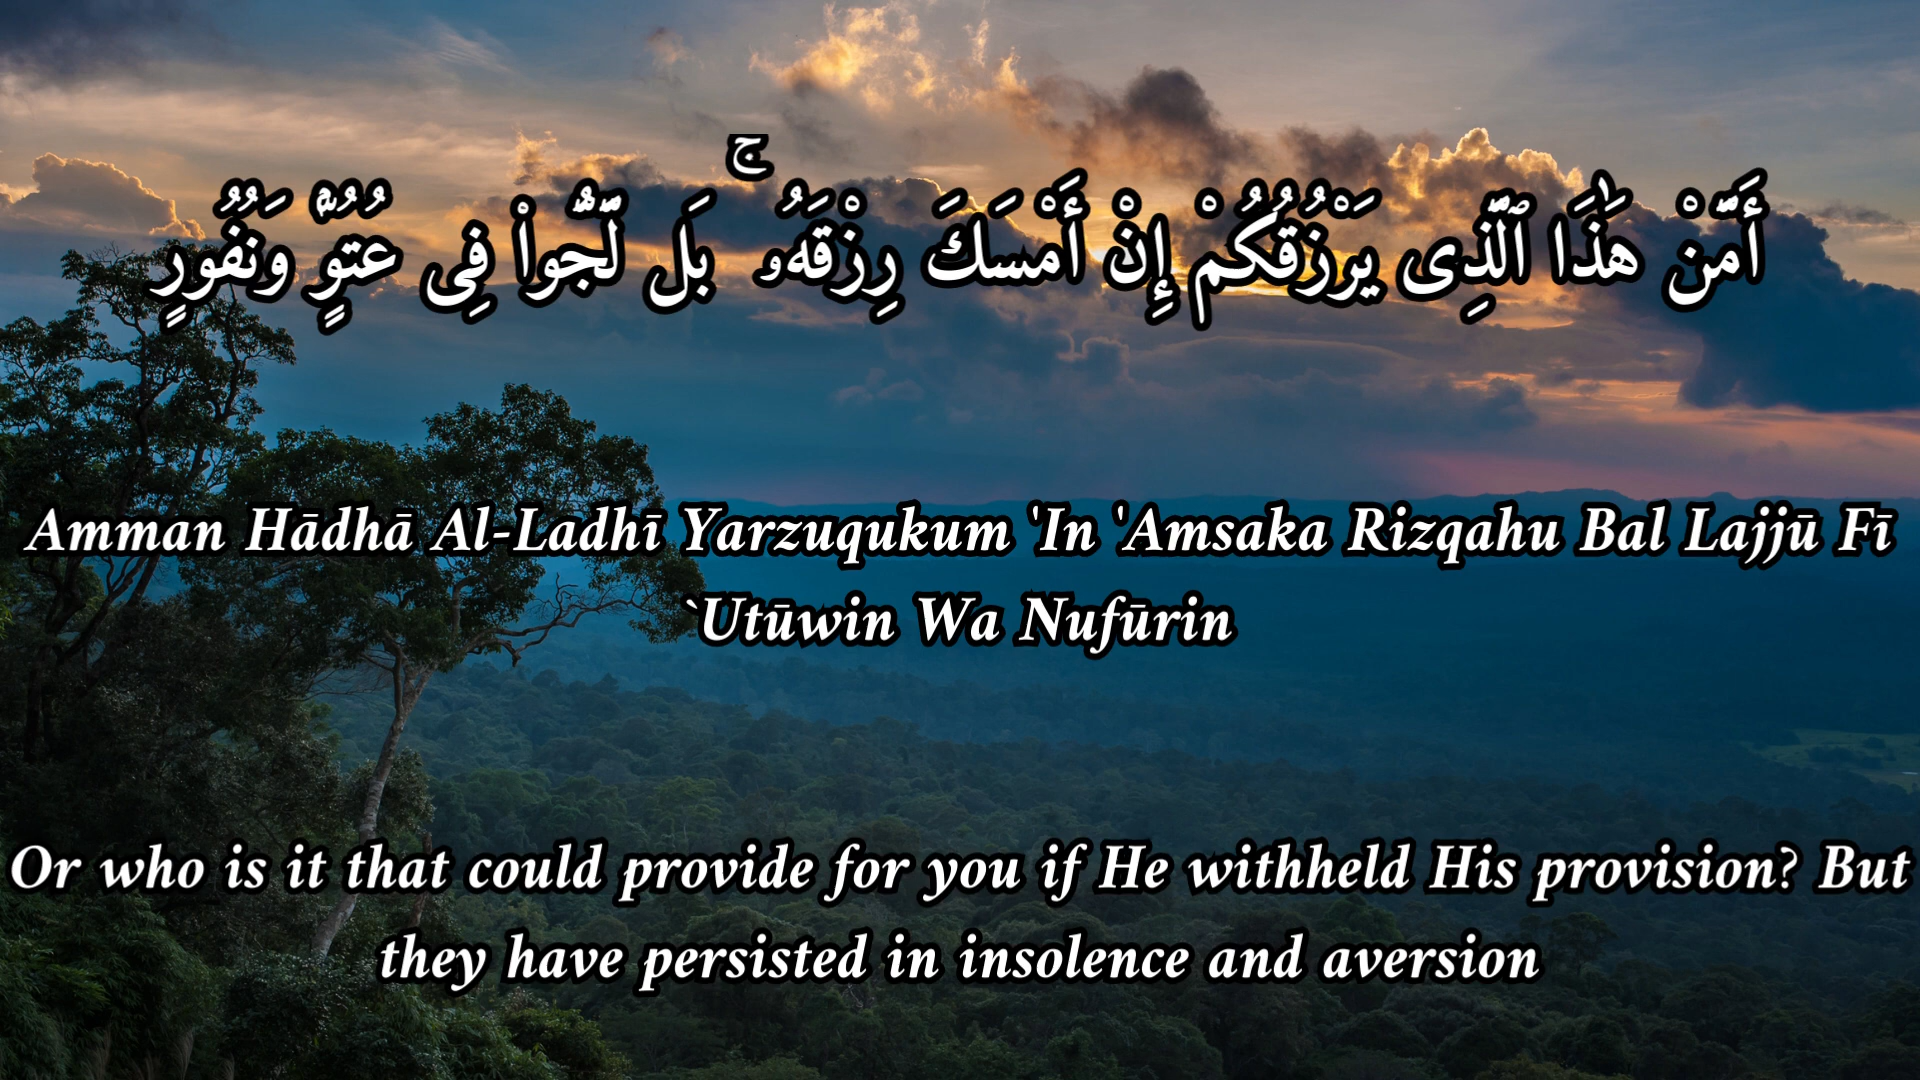 أَمَّنْ هَٰذَا ٱلَّذِى يَرْزُقُكُمْ إِنْ أَمْسَكَ رِزْقَهُۥ ۚ بَل لَّجُّوا۟ فِى عُتُوٍّ وَنُفُورٍ
Amman Hādhā Al-Ladhī Yarzuqukum 'In 'Amsaka Rizqahu Bal Lajjū Fī
`Utūwin Wa Nufūrin
Or who is it that could provide for you if He withheld His provision? But
they have persisted in insolence and aversion